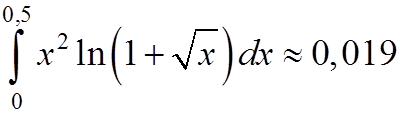 ∫₀^{0,5} x² ln(1 + √x) dx ≈ 0,019